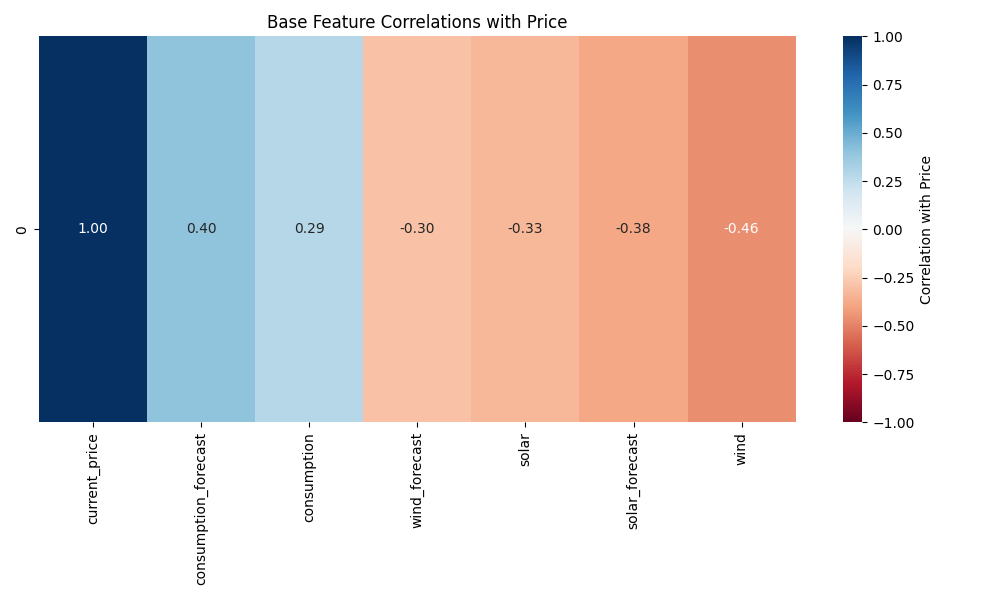 Base Feature Correlations with Price
0
1.00
0.40
0.29
-0.30
-0.33
-0.38
-0.46
current_price
consumption_forecast
consumption
wind_forecast
solar
solar_forecast
wind
1.00
0.75
0.50
0.25
0.00
−0.25
−0.50
−0.75
−1.00
Correlation with Price